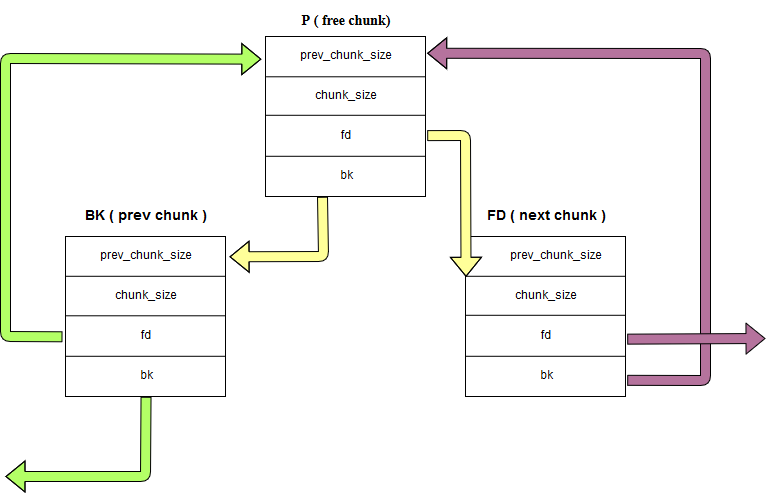 P ( free chunk)
prev_chunk_size
chunk_size
fd
bk
BK ( prev chunk )
prev_chunk_size
chunk_size
fd
bk
FD ( next chunk )
prev_chunk_size
chunk_size
fd
bk